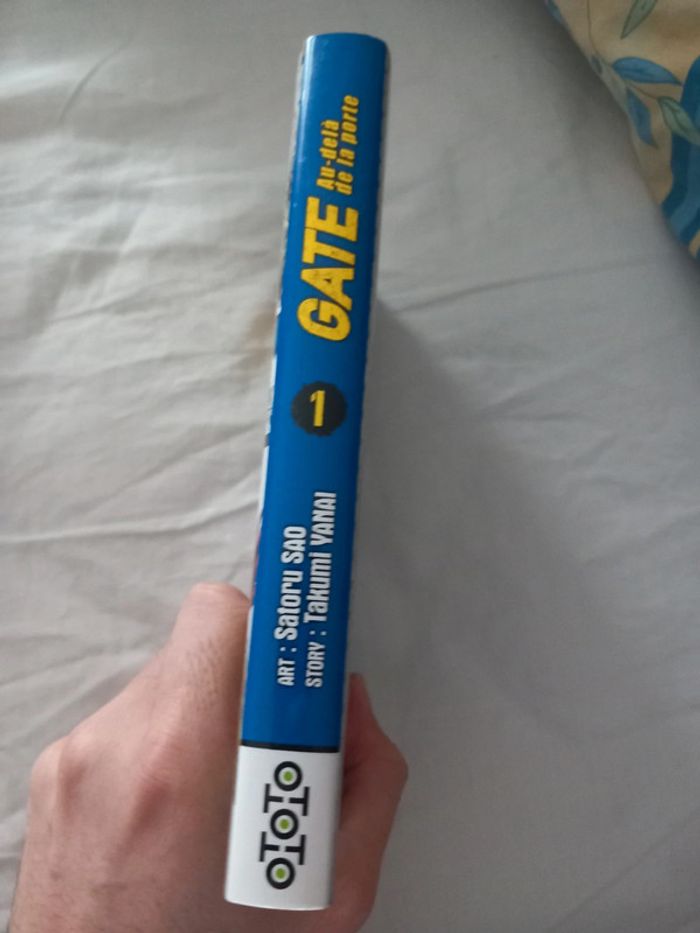 GATE
Au-delà
de la porte
1
ART : Satoru SAO
STORY : Takumi YANAI
OTOTO